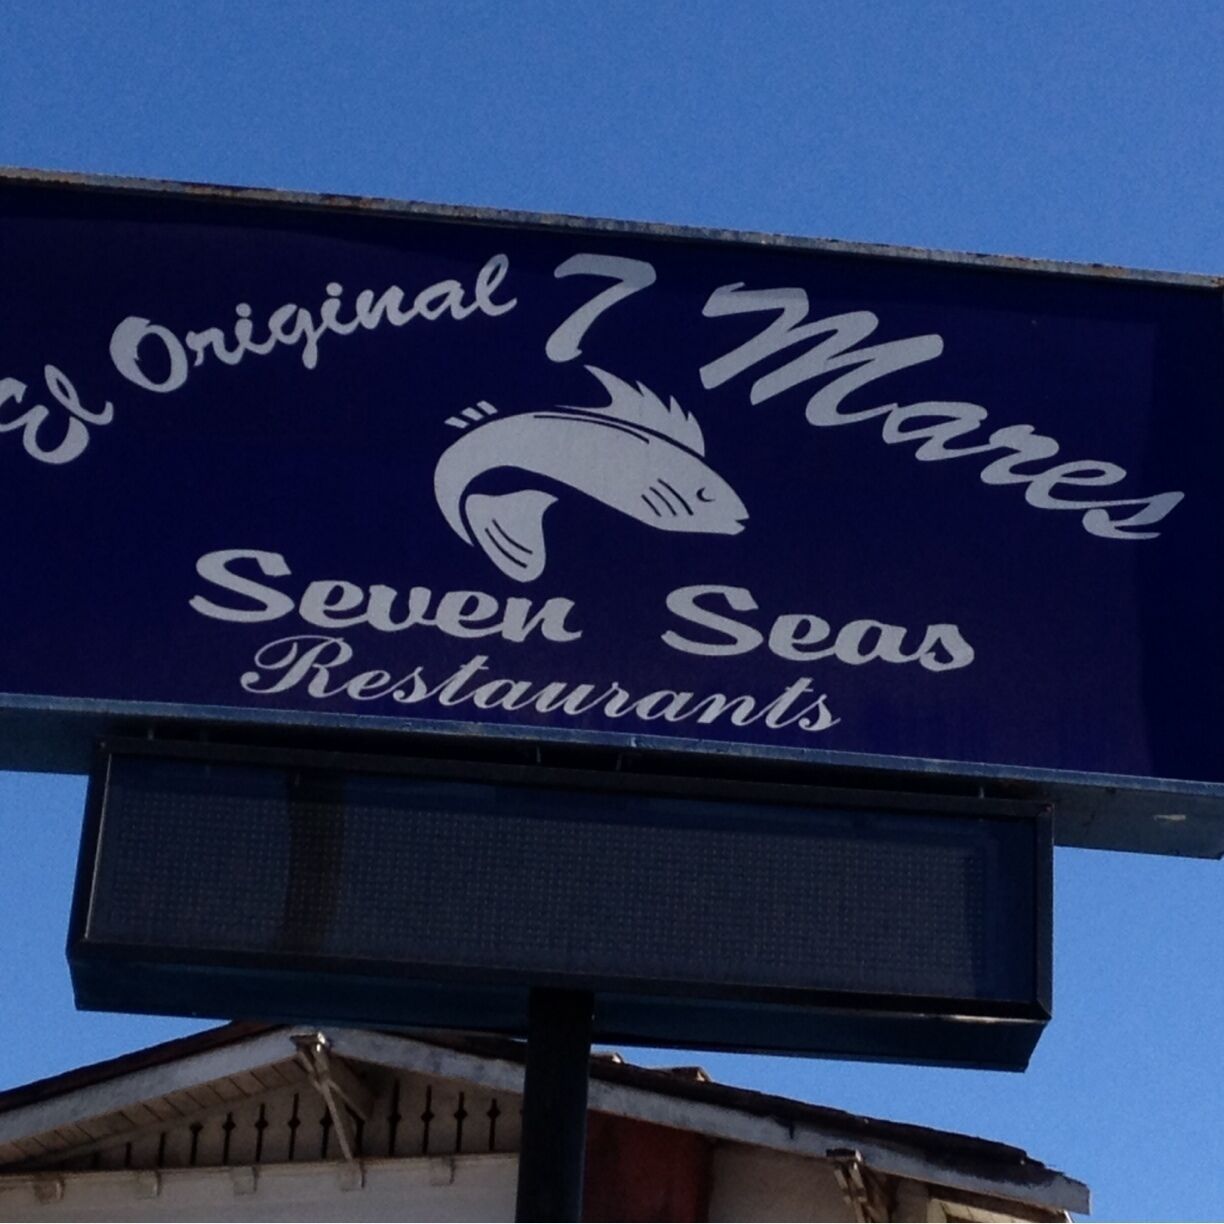 El Original 7 Mares
Seven Seas
Restaurants